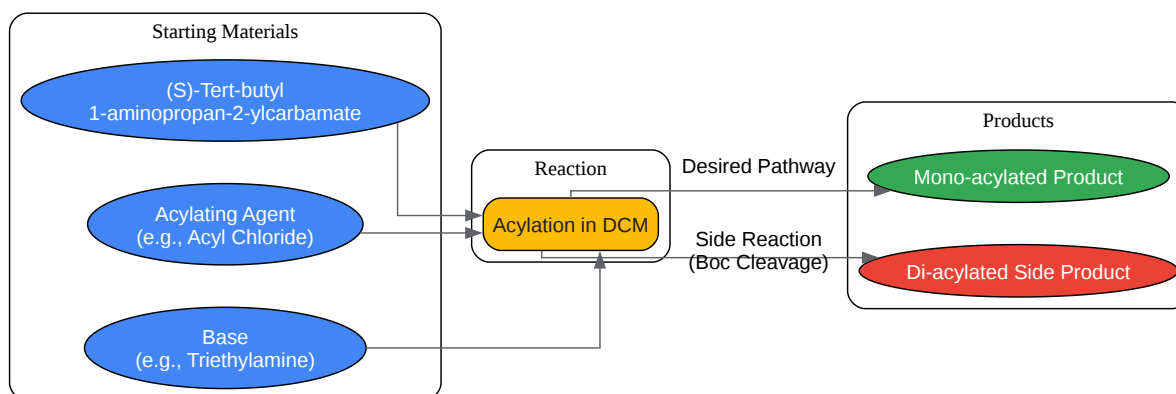 Starting Materials
(S)-Tert-butyl
1-aminopropan-2-ylcarbamate
Acylating Agent
(e.g., Acyl Chloride)
Base
(e.g., Triethylamine)
Reaction
Acylation in DCM
Desired Pathway
Side Reaction
(Boc Cleavage)
Products
Mono-acylated Product
Di-acylated Side Product